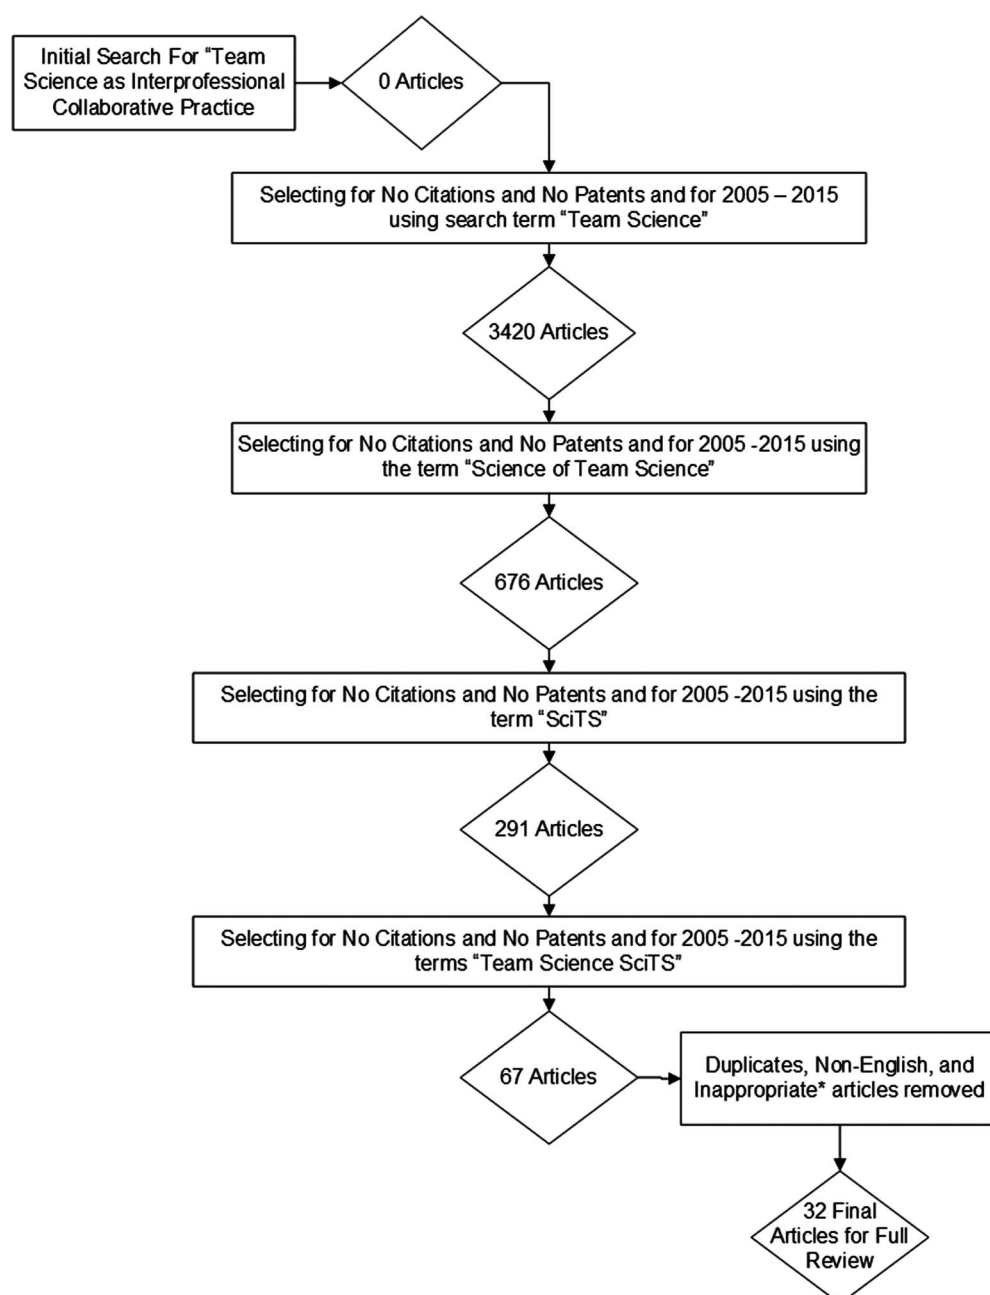 Initial Search For “Team
Science as Interprofessional
Collaborative Practice
0 Articles
Selecting for No Citations and No Patents and for 2005 – 2015
using search term “Team Science”
3420 Articles
Selecting for No Citations and No Patents and for 2005 -2015 using
the term “Science of Team Science”
676 Articles
Selecting for No Citations and No Patents and for 2005 -2015 using the
term “SciTS”
291 Articles
Selecting for No Citations and No Patents and for 2005 -2015 using the
terms “Team Science SciTS”
67 Articles
Duplicates, Non-English, and
Inappropriate* articles removed
32 Final
Articles for Full
Review